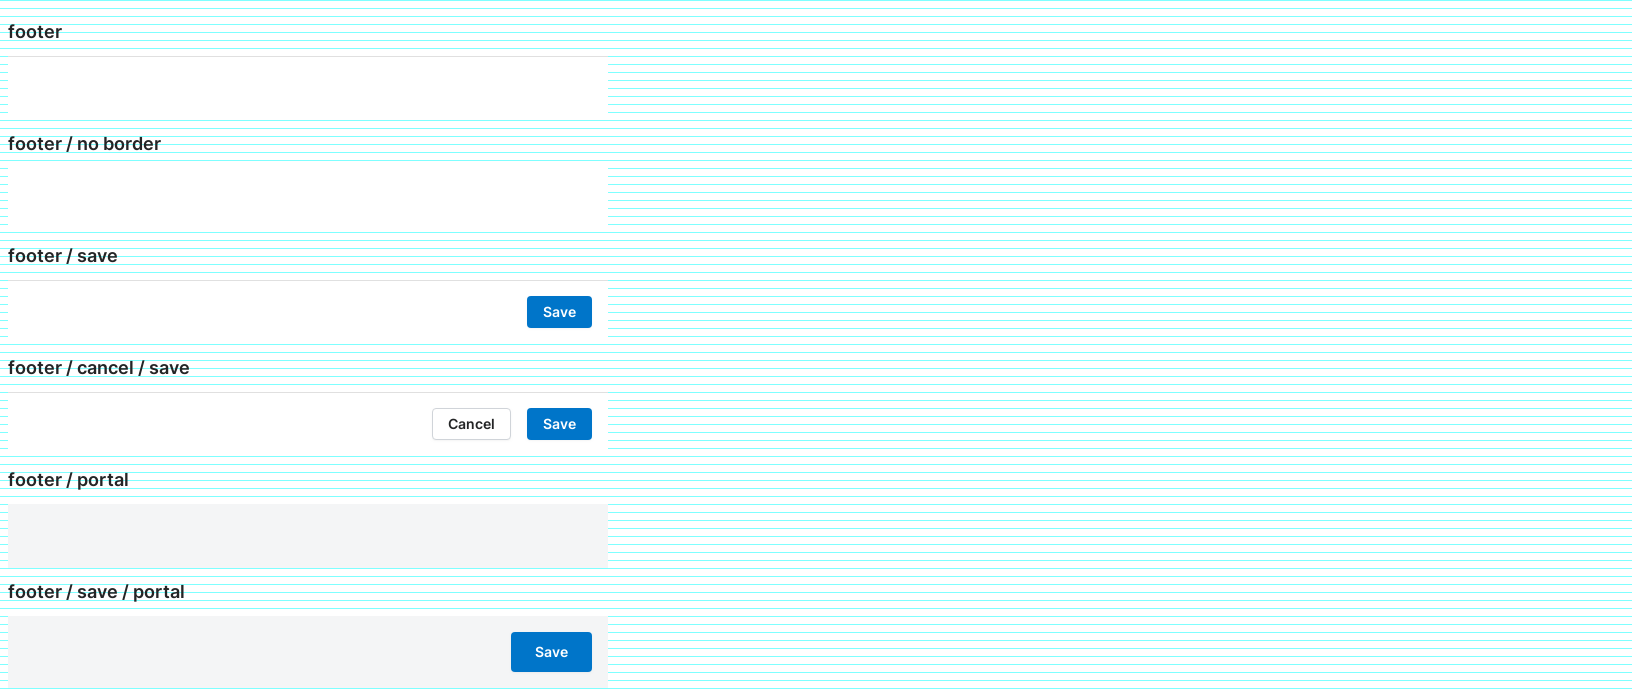 footer
footer / no border
footer / save
Save
footer / cancel / save
Cancel Save
footer / portal
footer / save / portal
Save